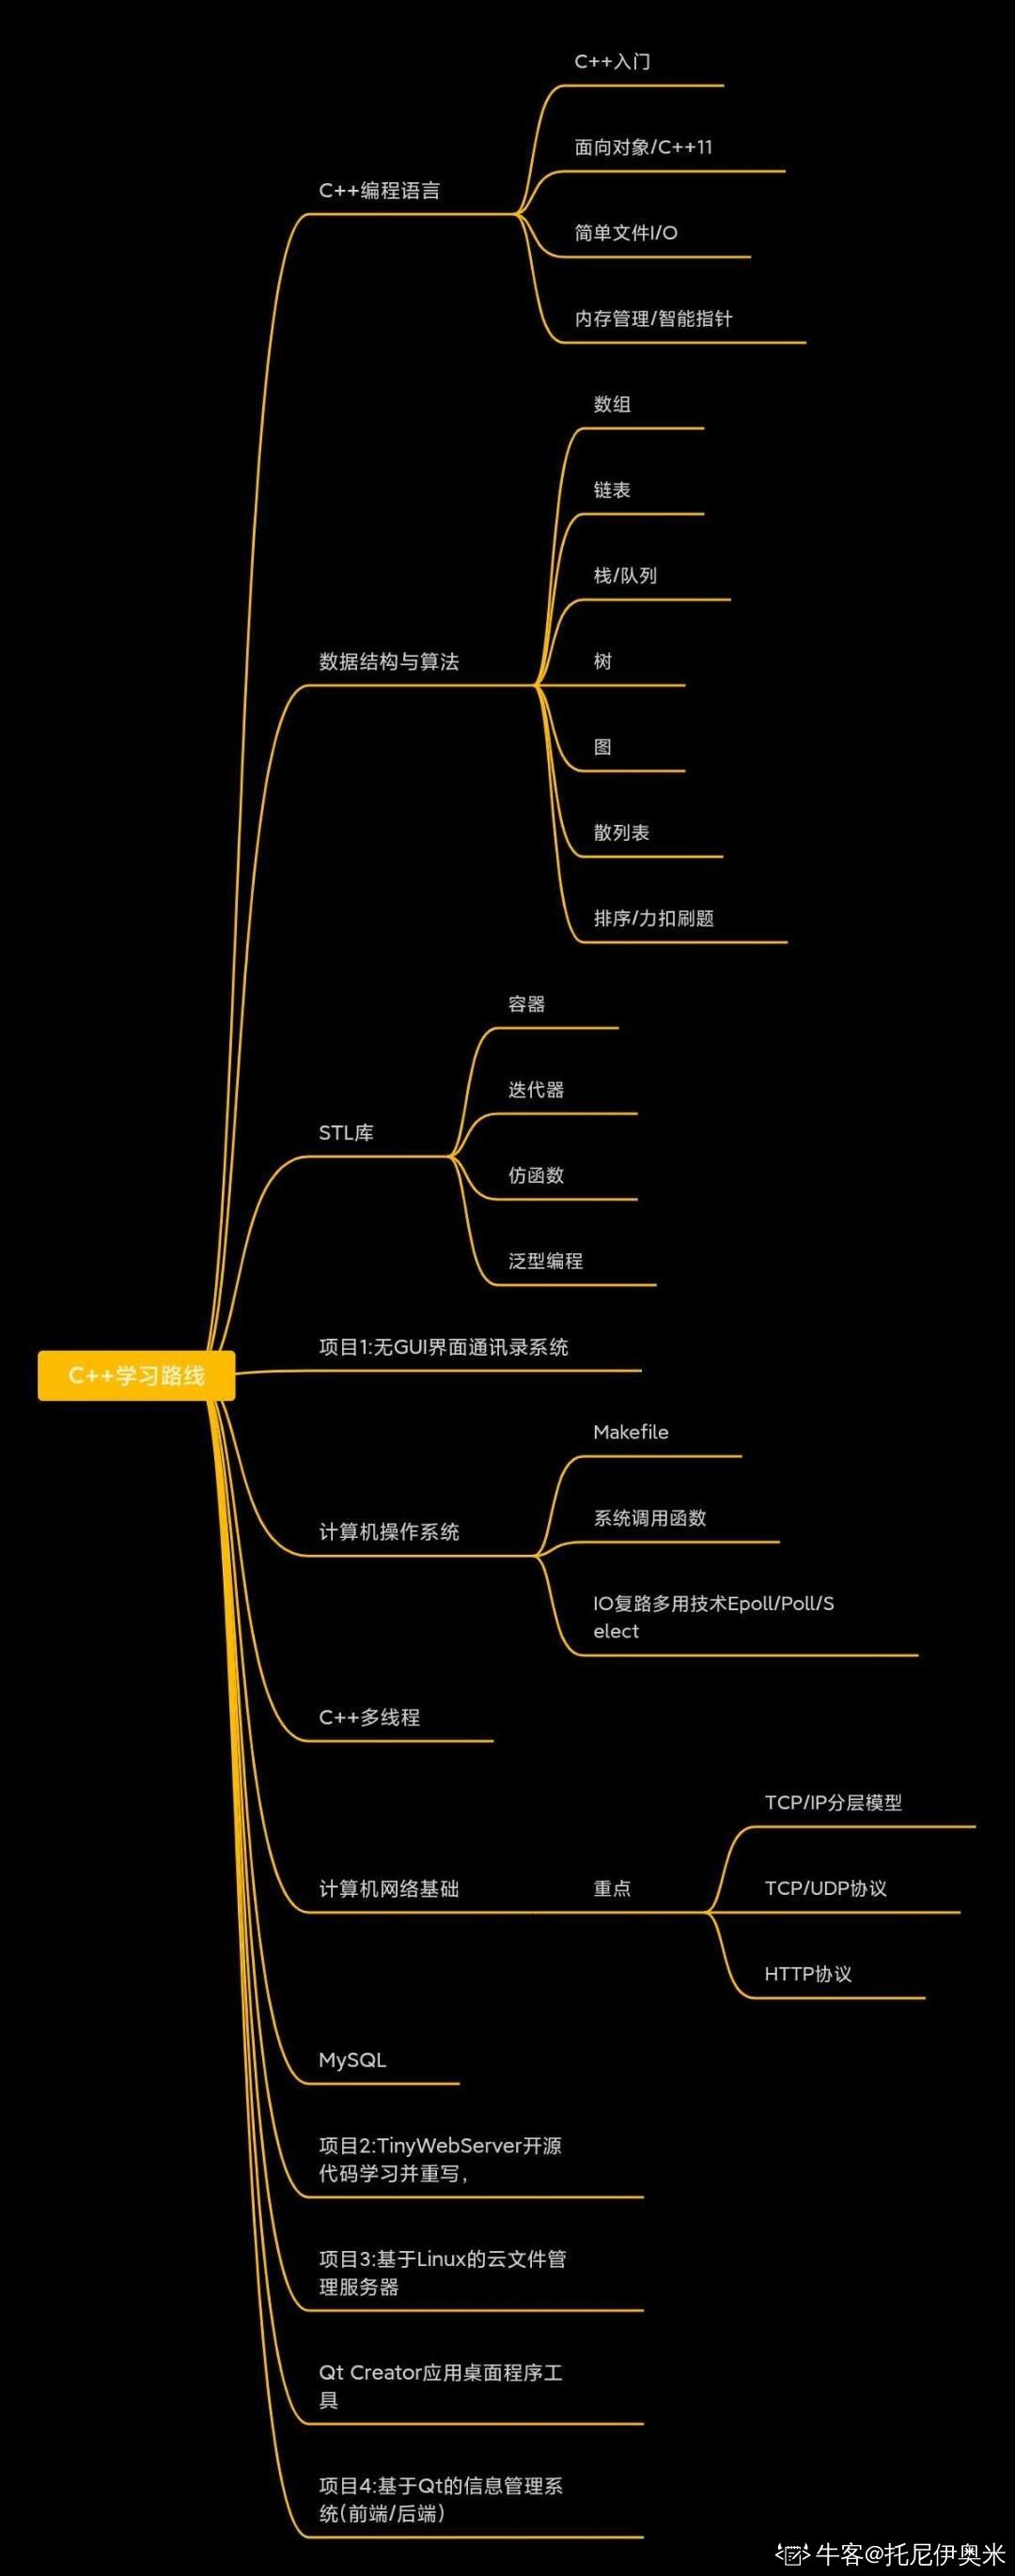 C++入门
面向对象/C++11
C++编程语言
简单文件I/O
内存管理/智能指针
数组
链表
栈/队列
数据结构与算法
树
图
散列表
排序/力扣刷题
容器
迭代器
STL库
仿函数
泛型编程
项目1:无GUI界面通讯录系统
C++学习路线
Makefile
系统调用函数
计算机操作系统
IO复路多用技术Epoll/Poll/S
elect
C++多线程
TCP/IP分层模型
计算机网络基础
重点
TCP/UDP协议
HTTP协议
MySQL
项目2:TinyWebServer开源
代码学习并重写，
项目3:基于Linux的云文件管
理服务器
Qt Creator应用桌面程序工
具
项目4:基于Qt的信息管理系
统(前端/后端)
牛客@托尼伊奥米